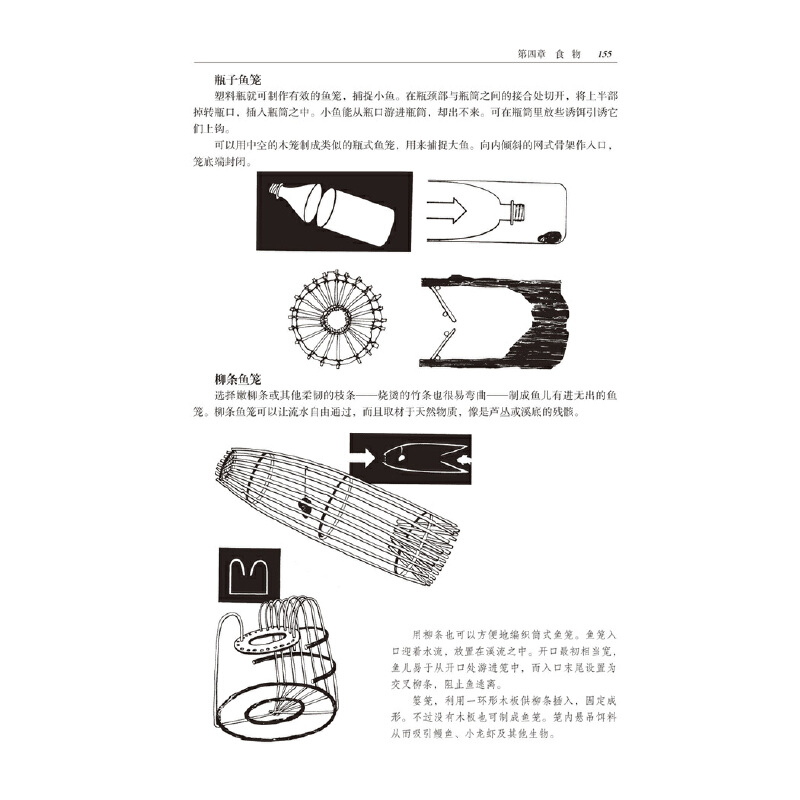 第四章 食 物 155
瓶子鱼笼
塑料瓶就可制作有效的鱼笼，捕捉小鱼。在瓶颈部与瓶筒之间的接合处切开，将上半部
掉转瓶口，插入瓶筒之中。小鱼能从瓶口游进瓶筒，却出不来。可在瓶筒里放些诱饵引诱它
们上钩。
可以用中空的木笼制成类似的瓶式鱼笼，用来捕捉大鱼。向内倾斜的网式骨架作入口，
笼底端封闭。
柳条鱼笼
选择嫩柳条或其他柔韧的枝条——烧烫的竹条也很易弯曲——制成鱼儿有进无出的鱼
笼。柳条鱼笼可以让流水自由通过，而且取材于天然物质，像是芦丛或溪底的残骸。
用柳条也可以方便地编织筒式鱼笼。鱼笼入
口迎着水流，放置在溪流之中。开口最初相当宽，
鱼儿易于从开口处游进笼中，而入口末尾设置为
交叉柳条，阻止鱼逃离。
篓笼，利用一环形木板供柳条插入，固定成
形。不过没有木板也可制成鱼笼。笼内悬吊饵料
从而吸引鳗鱼、小龙虾及其他生物。